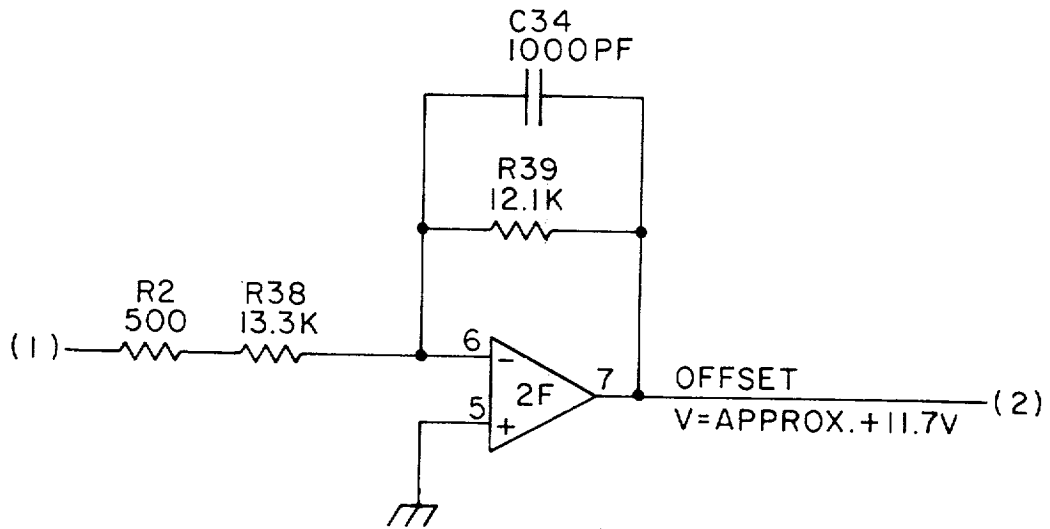 C34
1000PF
R39
12.1K
R2
500
R38
13.3K
(1)
6
-
2F
7
5
+
OFFSET
V=APPROX.+11.7V
(2)